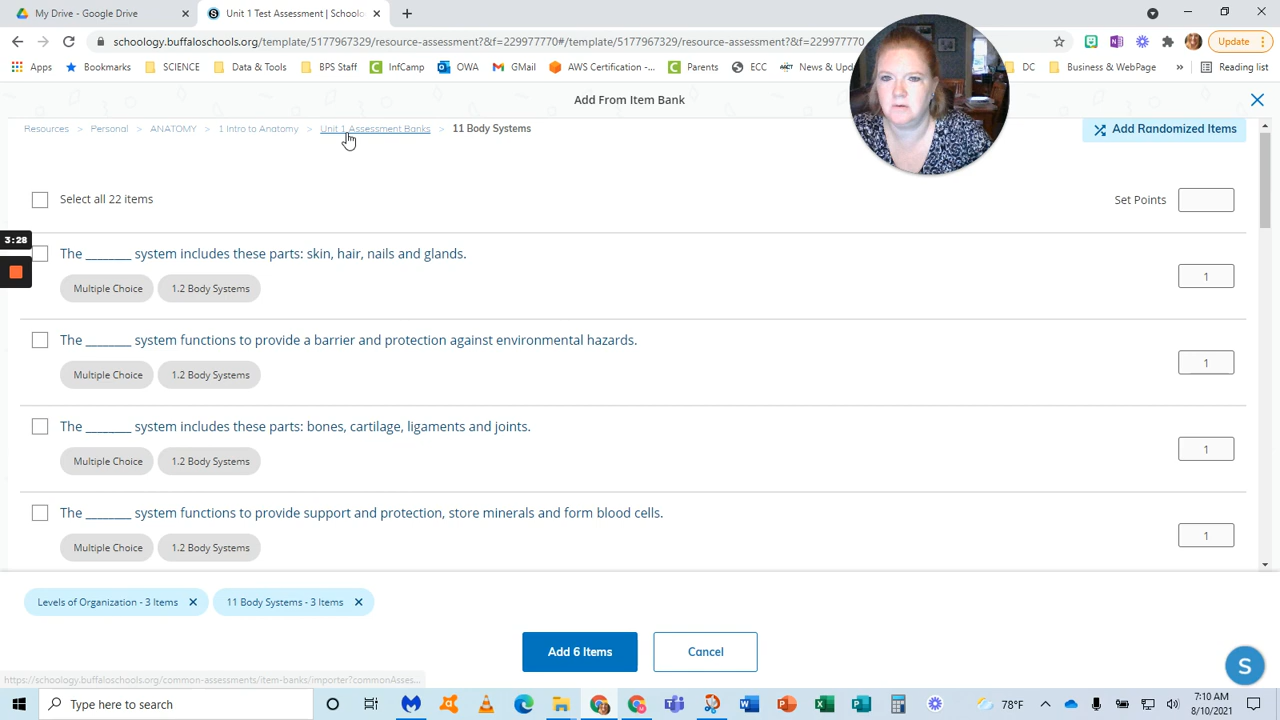 My Drive - Google Drive
Unit 1 Test Assessment | Schoolo
schoology.buffaloschools
template/5177967329/resource-assessment?&f=229977770#/template/5177967329
resource-assessment?&f=229977770
Update
Apps
Bookmarks
SCIENCE
BPS Staff
InfCamp
OWA
Gmail
AWS Certification -...
Parents
ECC
News & Upd
DC
Business & WebPage
Reading list
Add From Item Bank
Resources > Personal > ANATOMY > 1 Intro to Anatomy > Unit 1 Assessment Banks > 11 Body Systems
Add Randomized Items
Select all 22 items
Set Points
3:28
The _______ system includes these parts: skin, hair, nails and glands.
1
Multiple Choice
1.2 Body Systems
The _______ system functions to provide a barrier and protection against environmental hazards.
1
Multiple Choice
1.2 Body Systems
The _______ system includes these parts: bones, cartilage, ligaments and joints.
1
Multiple Choice
1.2 Body Systems
The _______ system functions to provide support and protection, store minerals and form blood cells.
1
Multiple Choice
1.2 Body Systems
Levels of Organization - 3 Items
11 Body Systems - 3 Items
Add 6 Items
Cancel
S
https://schoology.buffaloschools.org/common-assessments/item-banks/importer?commonAsses...
Type here to search
78°F
7:10 AM
8/10/2021